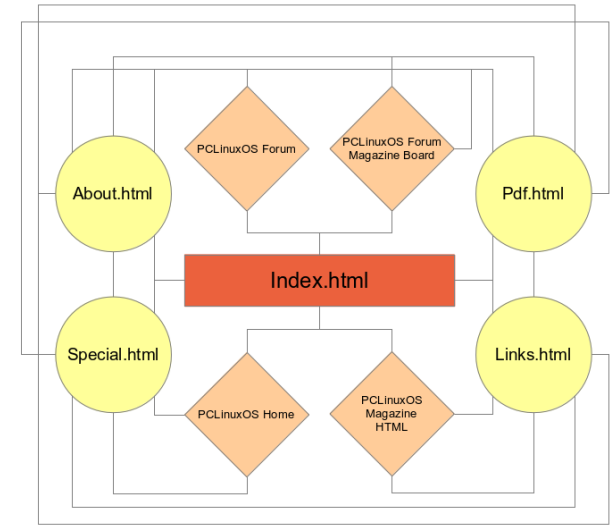 PCLinuxOS Forum
PCLinuxOS Forum
Magazine Board
About.html
Pdf.html
Index.html
Special.html
Links.html
PCLinuxOS Home
PCLinuxOS
Magazine
HTML